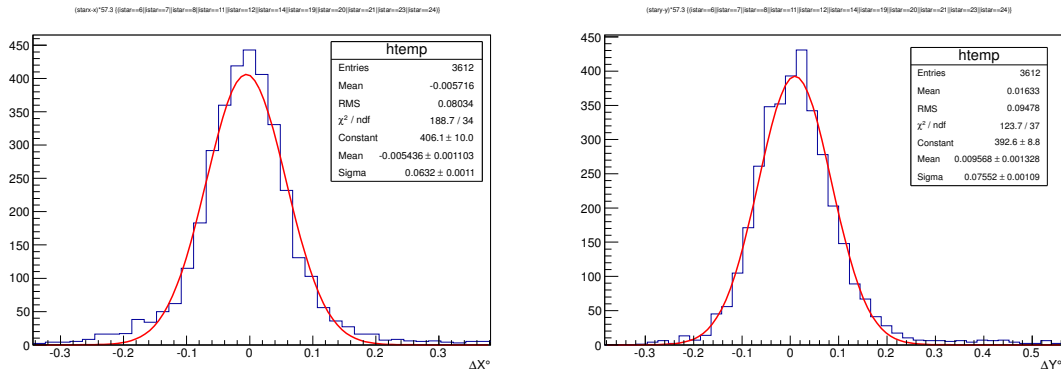 (starx-x)*57.3 {(istar==6||istar==7||istar==8||istar==11||istar==12||istar==14||istar==19||istar==20||istar==21||istar==23||istar==24)}
450
400
350
300
250
200
150
100
50
0
-0.3 -0.2 -0.1 0 0.1 0.2 0.3
ΔX°
htemp
Entries 3612
Mean -0.005716
RMS 0.08034
χ² / ndf 188.7 / 34
Constant 406.1 ± 10.0
Mean -0.005436 ± 0.001103
Sigma 0.0632 ± 0.0011
(stary-y)*57.3 {(istar==6||istar==7||istar==8||istar==11||istar==12||istar==14||istar==19||istar==20||istar==21||istar==23||istar==24)}
450
400
350
300
250
200
150
100
50
0
-0.3 -0.2 -0.1 0 0.1 0.2 0.3 0.4 0.5
ΔY°
htemp
Entries 3612
Mean 0.01633
RMS 0.09478
χ² / ndf 123.7 / 37
Constant 392.6 ± 8.8
Mean 0.009568 ± 0.001328
Sigma 0.07552 ± 0.00109